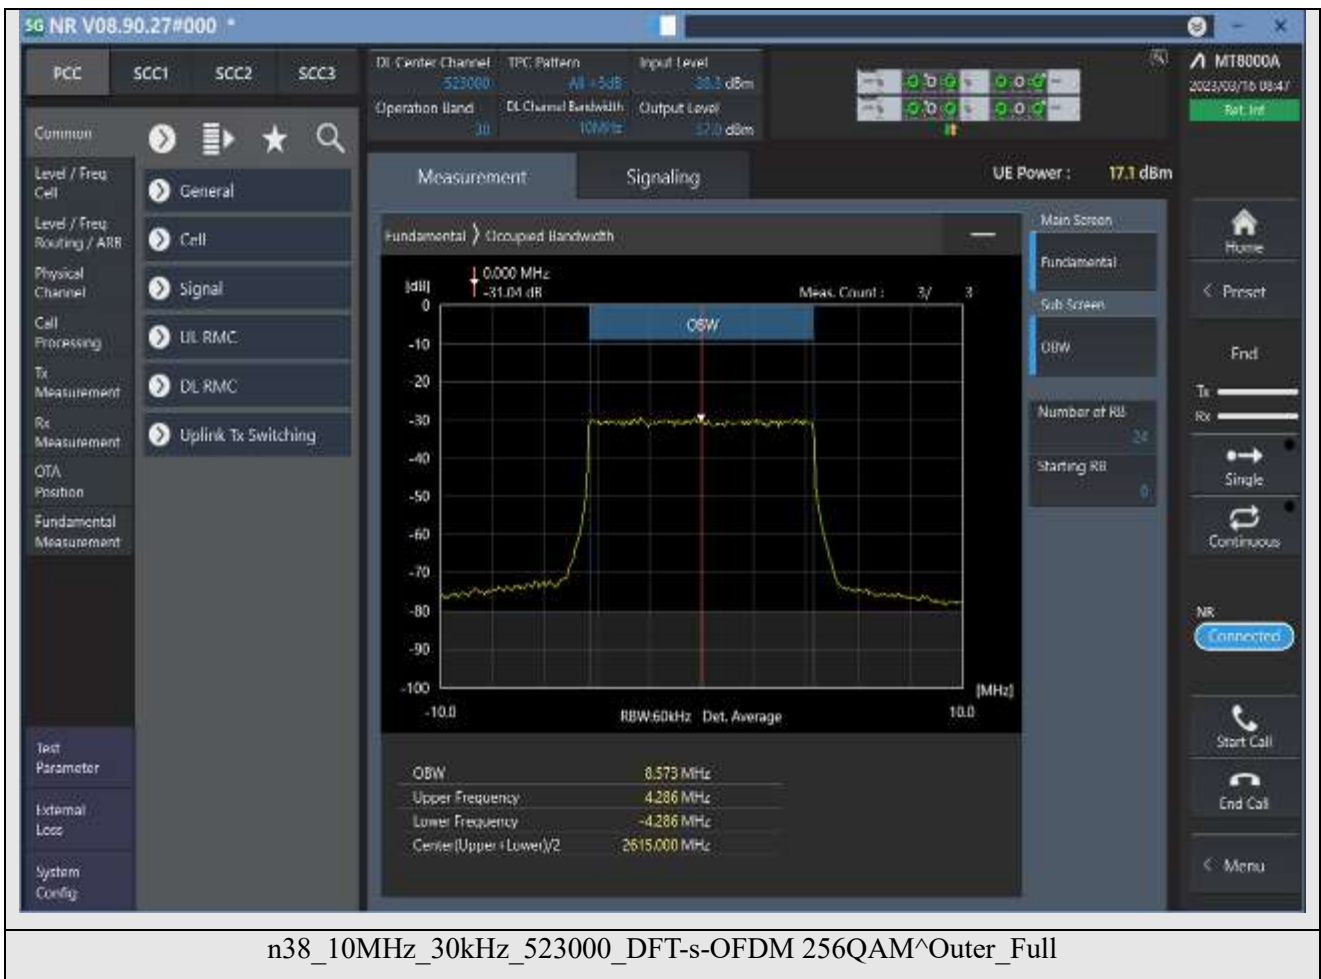 5G NR V08.90.27#000 *
PCC SCC1 SCC2 SCC3
DL Center Channel TPC Pattern Input Level
523000 All +3dB dBm
Operation Band DL Channel Bandwidth Output Level
10MHz dBm
MT8000A
2023/03/16 08:47
Ret. Int
Common
Level / Freq
Cell
Level / Freq
Routing / ARB
Physical
Channel
Call
Processing
Tx
Measurement
Rx
Measurement
OTA
Position
Fundamental
Measurement
Test
Parameter
External
Loss
System
Config
General
Cell
Signal
UL RMC
DL RMC
Uplink Tx Switching
Measurement Signaling
UE Power : 17.1 dBm
Fundamental 〉 Occupied Bandwidth
0.000 MHz
-31.04 dB
Meas. Count : 3/ 3
[dB]
0
OBW
-10
-20
-30
-40
-50
-60
-70
-80
-90
-100
[MHz]
-10.0 10.0
RBW:60kHz Det. Average
OBW 8.573 MHz
Upper Frequency 4.286 MHz
Lower Frequency -4.286 MHz
Center(Upper+Lower)/2 2615.000 MHz
Main Screen
Fundamental
Sub Screen
OBW
Number of RB
24
Starting RB
0
Home
< Preset
End
Tx
Rx
Single
Continuous
NR
Connected
Start Call
End Call
< Menu
n38_10MHz_30kHz_523000_DFT-s-OFDM 256QAM^Outer_Full